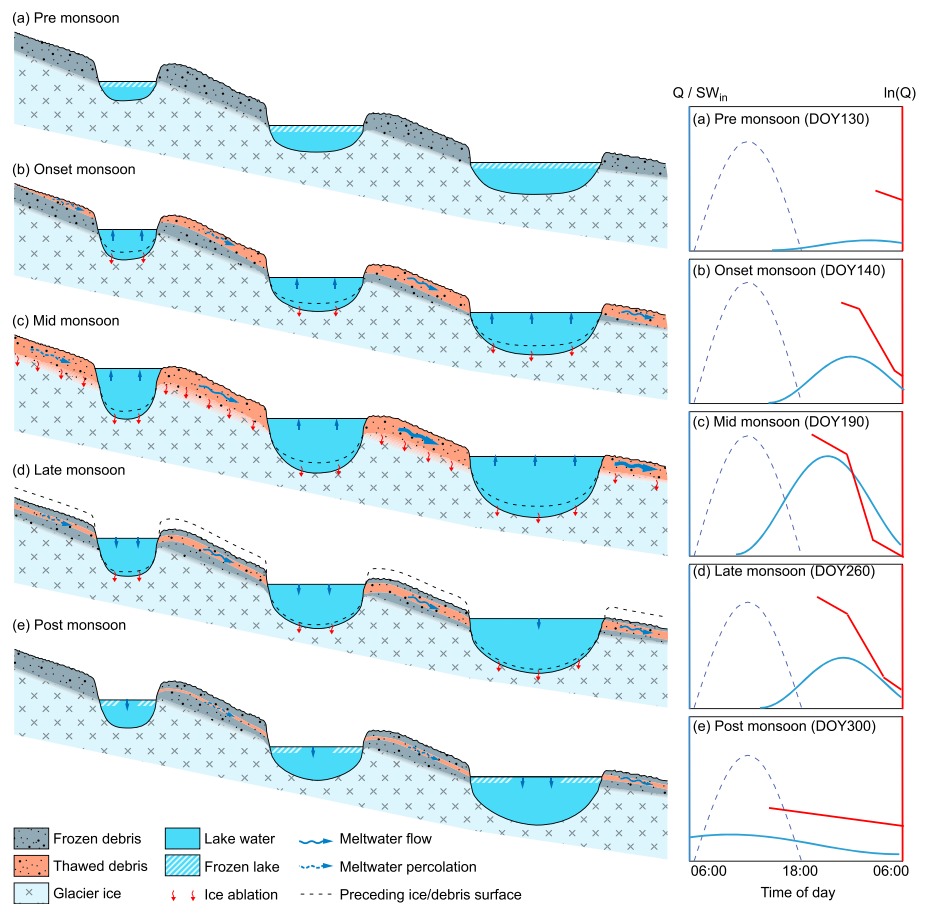 (a) Pre monsoon
(b) Onset monsoon
(c) Mid monsoon
(d) Late monsoon
(e) Post monsoon
Frozen debris
Thawed debris
Glacier ice
Lake water
Frozen lake
Ice ablation
Meltwater flow
Meltwater percolation
Preceding ice/debris surface
Q / SWin
ln(Q)
(a) Pre monsoon (DOY130)
(b) Onset monsoon (DOY140)
(c) Mid monsoon (DOY190)
(d) Late monsoon (DOY260)
(e) Post monsoon (DOY300)
06:00 18:00 06:00
Time of day